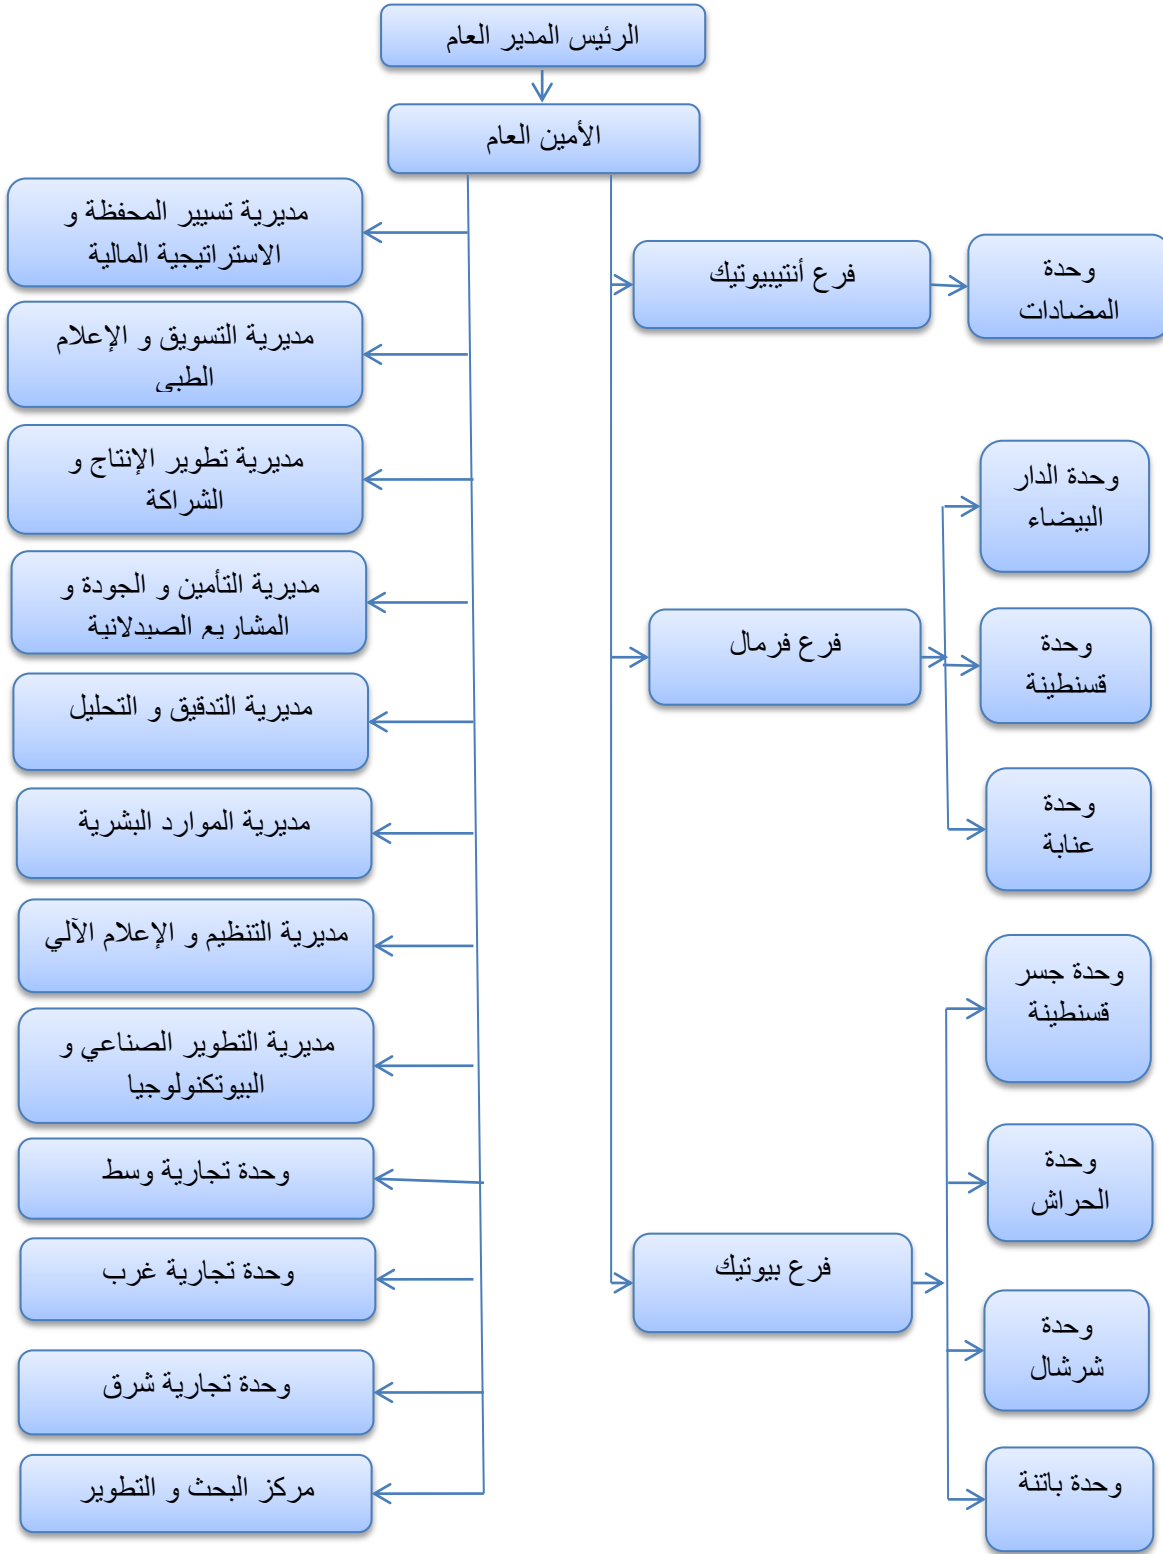 الرئيس المدير العام
الأمين العام
فرع أنتيبيوتيك
وحدة
المضادات
فرع فرمال
وحدة الدار
البيضاء
وحدة
قسنطينة
وحدة
عنابة
فرع بيوتيك
وحدة جسر
قسنطينة
وحدة
الحراش
وحدة
شرشال
وحدة باتنة
مديرية تسيير المحفظة و
الاستراتيجية المالية
مديرية التسويق و الإعلام
الطبي
مديرية تطوير الإنتاج و
الشراكة
مديرية التأمين و الجودة و
المشاريع الصيدلانية
مديرية التدقيق و التحليل
مديرية الموارد البشرية
مديرية التنظيم و الإعلام الآلي
مديرية التطوير الصناعي و
البيوتكنولوجيا
وحدة تجارية وسط
وحدة تجارية غرب
وحدة تجارية شرق
مركز البحث و التطوير